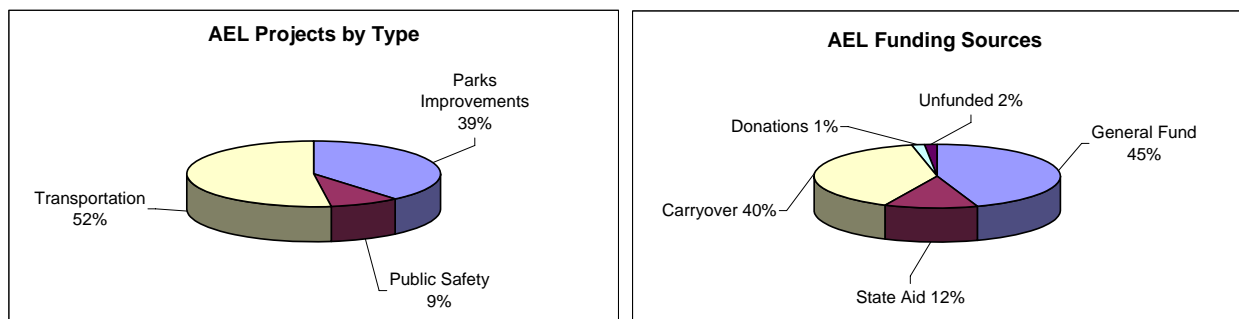 AEL Projects by Type
Parks
Improvements
39%
Transportation
52%
Public Safety
9%
AEL Funding Sources
Unfunded 2%
Donations 1%
General Fund
45%
Carryover 40%
State Aid 12%